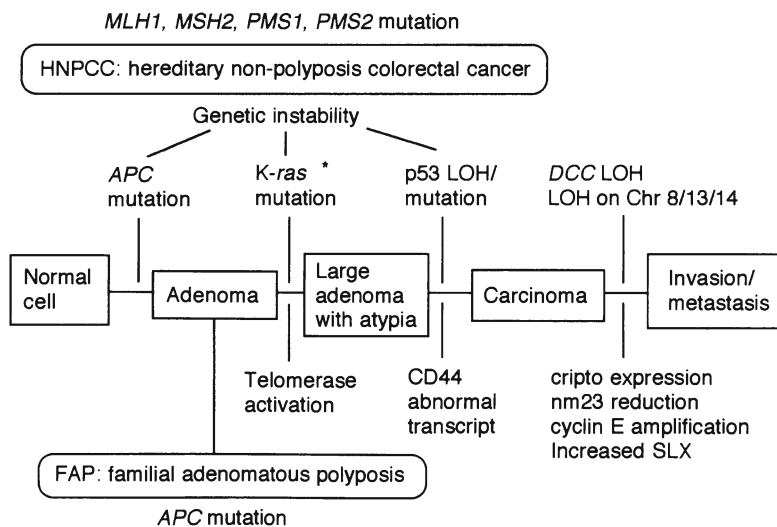 MLH1, MSH2, PMS1, PMS2 mutation
HNPCC: hereditary non-polyposis colorectal cancer
Genetic instability
APC
mutation
K-ras *
mutation
p53 LOH/
mutation
DCC LOH
LOH on Chr 8/13/14
Normal
cell
Adenoma
Large
adenoma
with atypia
Carcinoma
Invasion/
metastasis
Telomerase
activation
CD44
abnormal
transcript
cripto expression
nm23 reduction
cyclin E amplification
Increased SLX
FAP: familial adenomatous polyposis
APC mutation